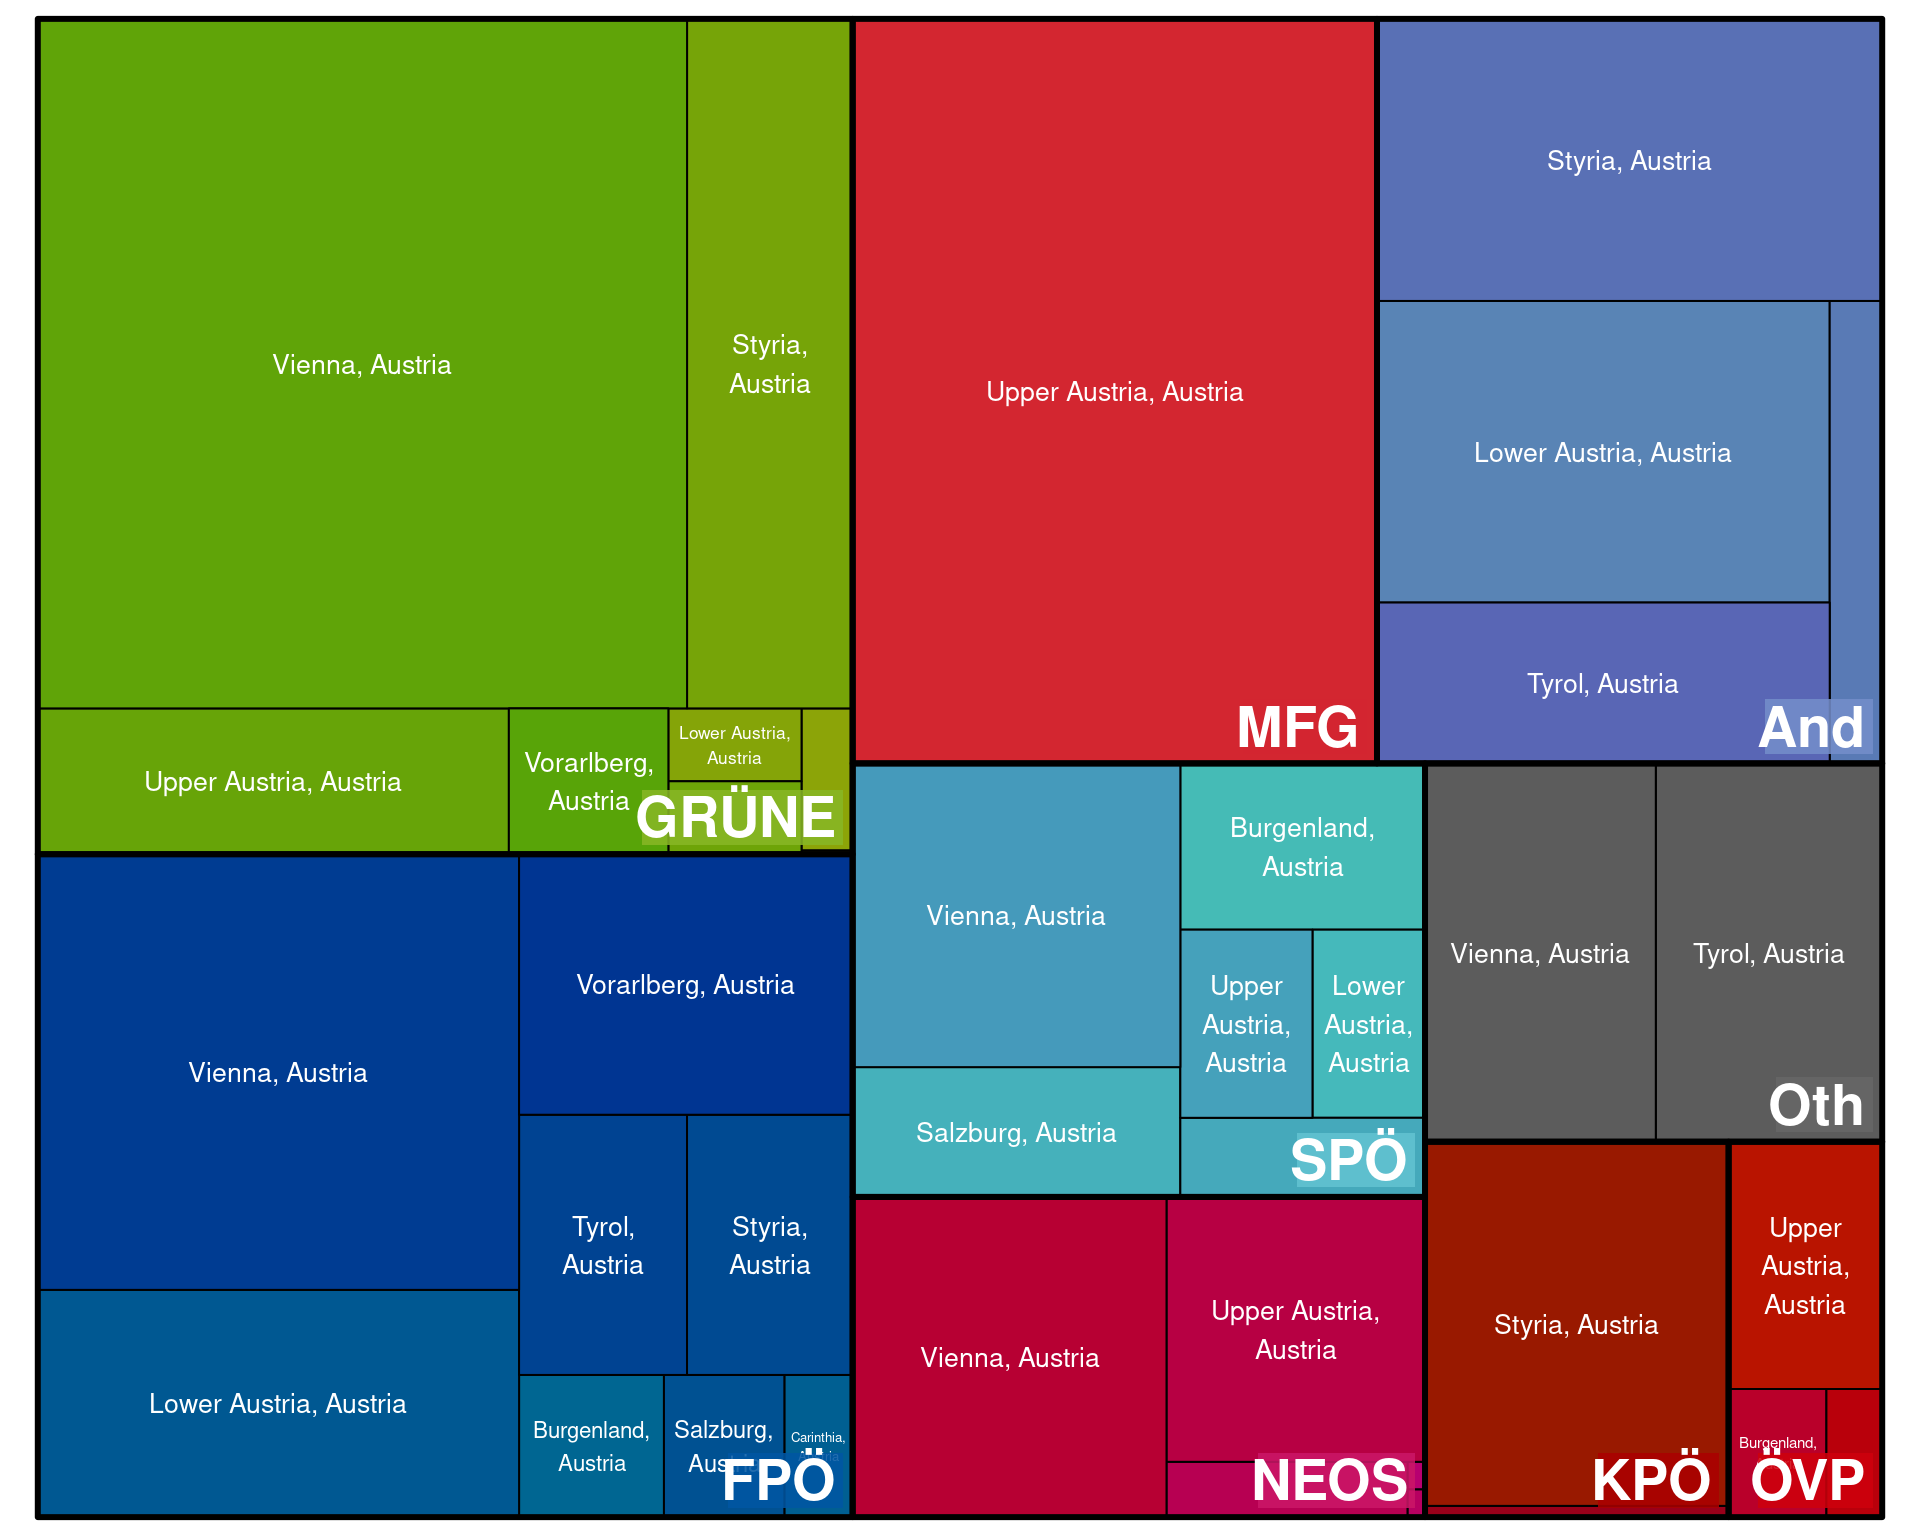 Vienna, Austria
Styria,
Austria
Upper Austria, Austria
Vorarlberg,
Austria
Lower Austria,
Austria
GRÜNE
Vienna, Austria
Vorarlberg, Austria
Tyrol,
Austria
Styria,
Austria
Lower Austria, Austria
Burgenland,
Austria
Salzburg,
Austria
Carinthia,
Austria
FPÖ
Upper Austria, Austria
MFG
Styria, Austria
Lower Austria, Austria
Tyrol, Austria
And
Vienna, Austria
Burgenland,
Austria
Upper
Austria,
Austria
Lower
Austria,
Austria
Salzburg, Austria
SPÖ
Vienna, Austria
Tyrol, Austria
Oth
Vienna, Austria
Upper Austria,
Austria
NEOS
Styria, Austria
KPÖ
Upper
Austria,
Austria
Burgenland,
ÖVP